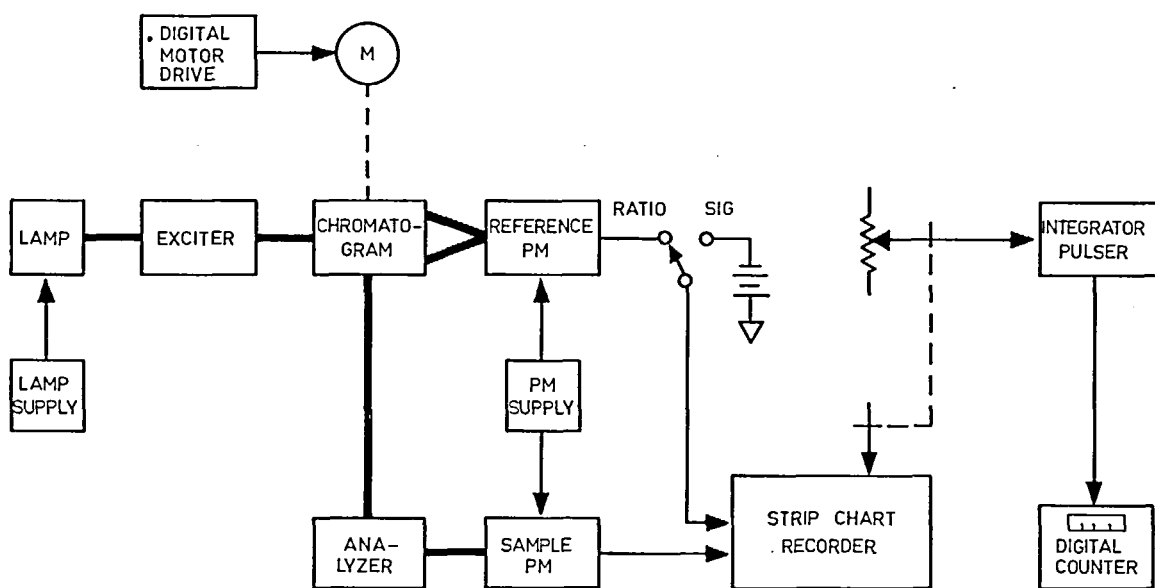 DIGITAL
MOTOR
DRIVE
M
LAMP
EXCITER
CHROMATO-
GRAM
REFERENCE
PM
RATIO
SIG
INTEGRATOR
PULSER
LAMP
SUPPLY
PM
SUPPLY
ANA-
LYZER
SAMPLE
PM
STRIP CHART
RECORDER
DIGITAL
COUNTER